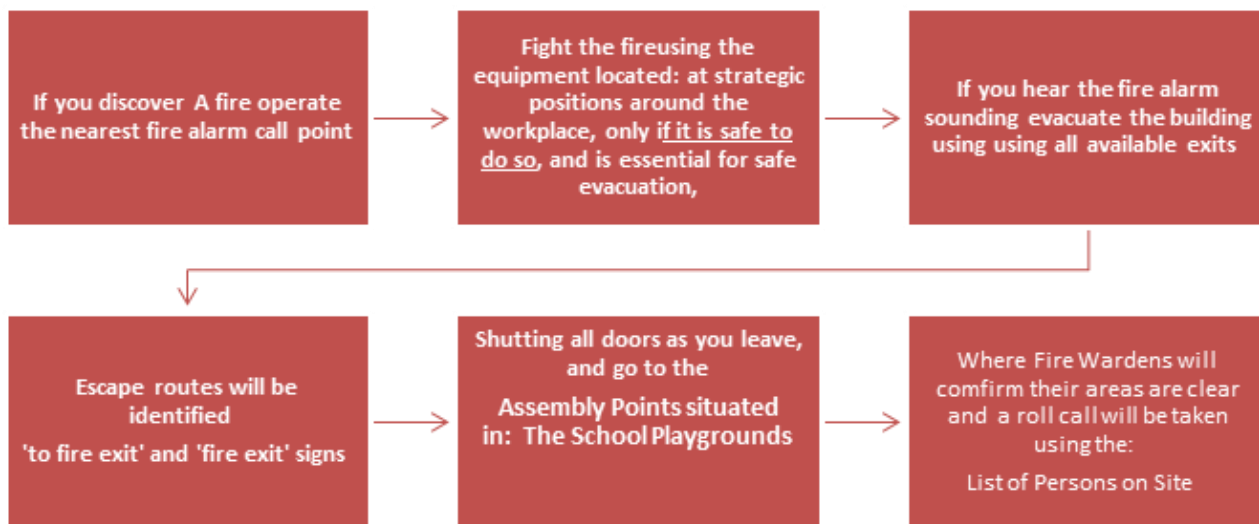 If you discover A fire operate
the nearest fire alarm call point
Fight the fireusing the
equipment located: at strategic
positions around the
workplace, only if it is safe to
do so, and is essential for safe
evacuation,
If you hear the fire alarm
sounding evacuate the building
using using all available exits
Escape routes will be
identified
'to fire exit' and 'fire exit' signs
Shutting all doors as you leave,
and go to the
Assembly Points situated
in: The School Playgrounds
Where Fire Wardens will
comfirm their areas are clear
and a roll call will be taken
using the:
List of Persons on Site